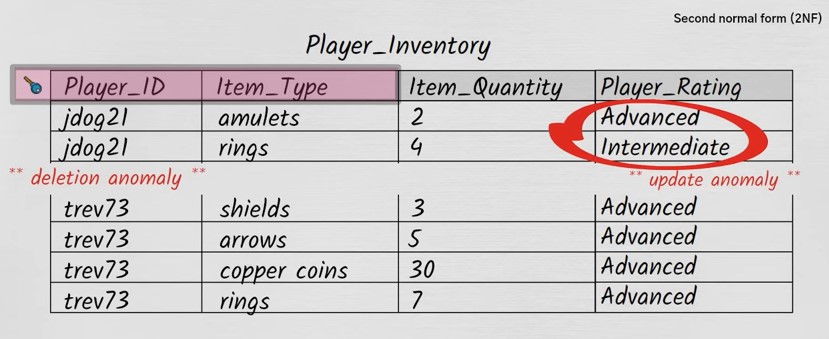 Second normal form (2NF)
Player_Inventory
Player_ID Item_Type Item_Quantity Player_Rating
jdog21 amulets 2 Advanced
jdog21 rings 4 Intermediate
** deletion anomaly ** ** update anomaly **
trev73 shields 3 Advanced
trev73 arrows 5 Advanced
trev73 copper coins 30 Advanced
trev73 rings 7 Advanced